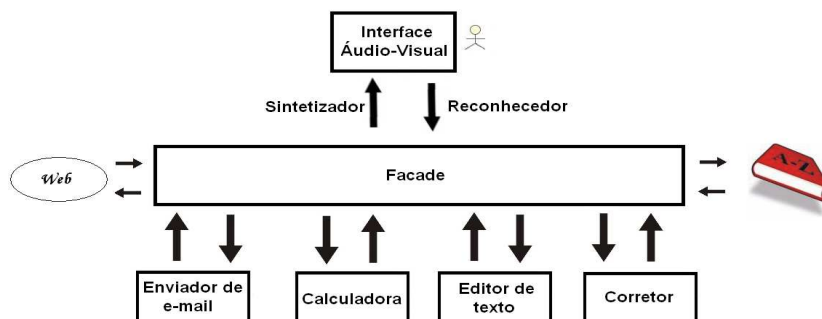 Interface
Áudio-Visual
Sintetizador
Reconhecedor
Web
Facade
A-Z
Enviador de
e-mail
Calculadora
Editor de
texto
Corretor